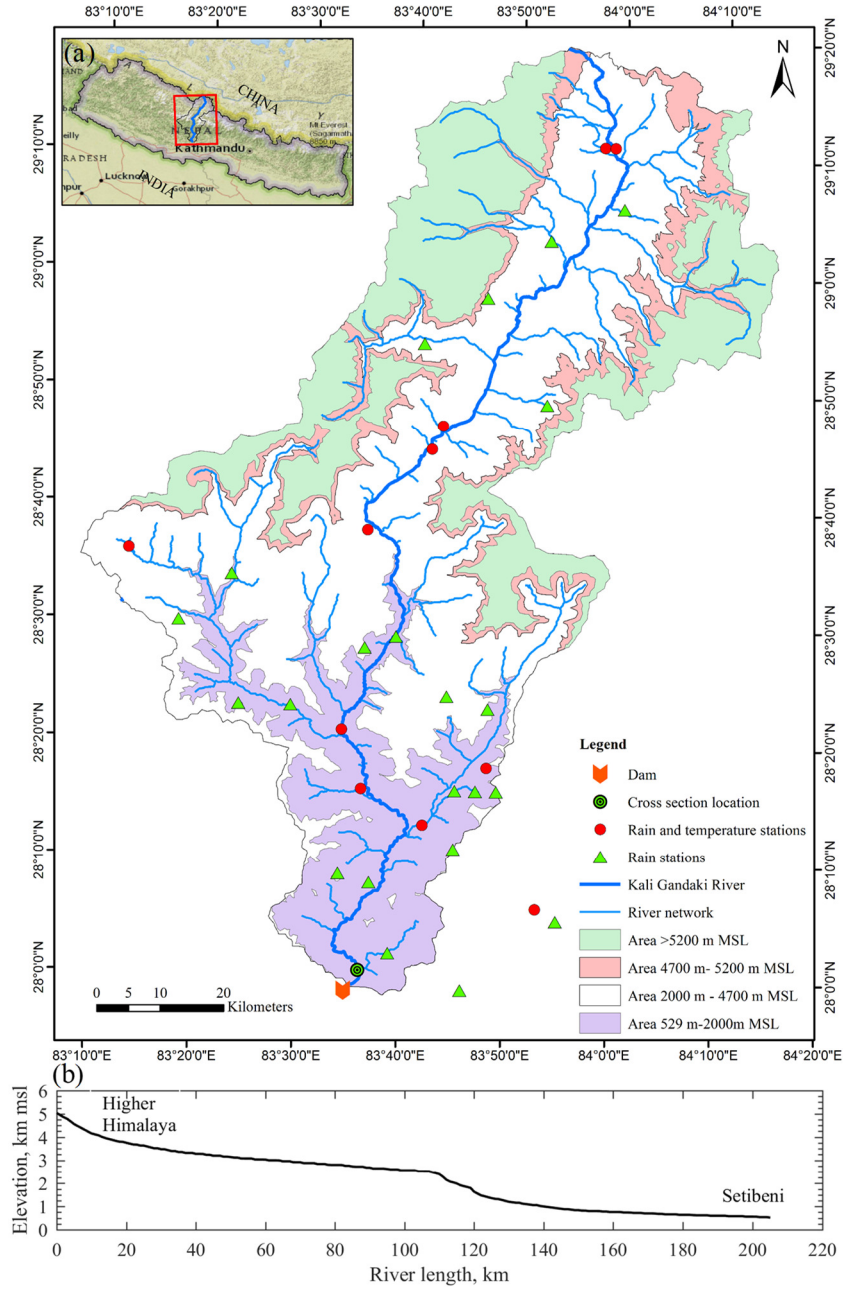 83°10'0"E 83°20'0"E 83°30'0"E 83°40'0"E 83°50'0"E 84°0'0"E 84°10'0"E
(a)
CHINA
NEPAL
Mt Everest
(Sagarmath
Kathmandu
RADESH
Lucknow
INDIA
Gorakhpur
eilly
npur
N
29°20'0"N
29°10'0"N
29°10'0"N
29°0'0"N
29°0'0"N
28°50'0"N
28°50'0"N
28°40'0"N
28°40'0"N
28°30'0"N
28°30'0"N
28°20'0"N
28°20'0"N
28°10'0"N
28°10'0"N
28°0'0"N
28°0'0"N
Legend
Dam
Cross section location
Rain and temperature stations
Rain stations
Kali Gandaki River
River network
Area >5200 m MSL
Area 4700 m- 5200 m MSL
Area 2000 m - 4700 m MSL
Area 529 m-2000m MSL
0 5 10 20
Kilometers
83°10'0"E 83°20'0"E 83°30'0"E 83°40'0"E 83°50'0"E 84°0'0"E 84°10'0"E 84°20'0"E
(b)
Elevation, km msl
6
5
4
3
2
1
0
Higher
Himalaya
Setibeni
0 20 40 60 80 100 120 140 160 180 200 220
River length, km